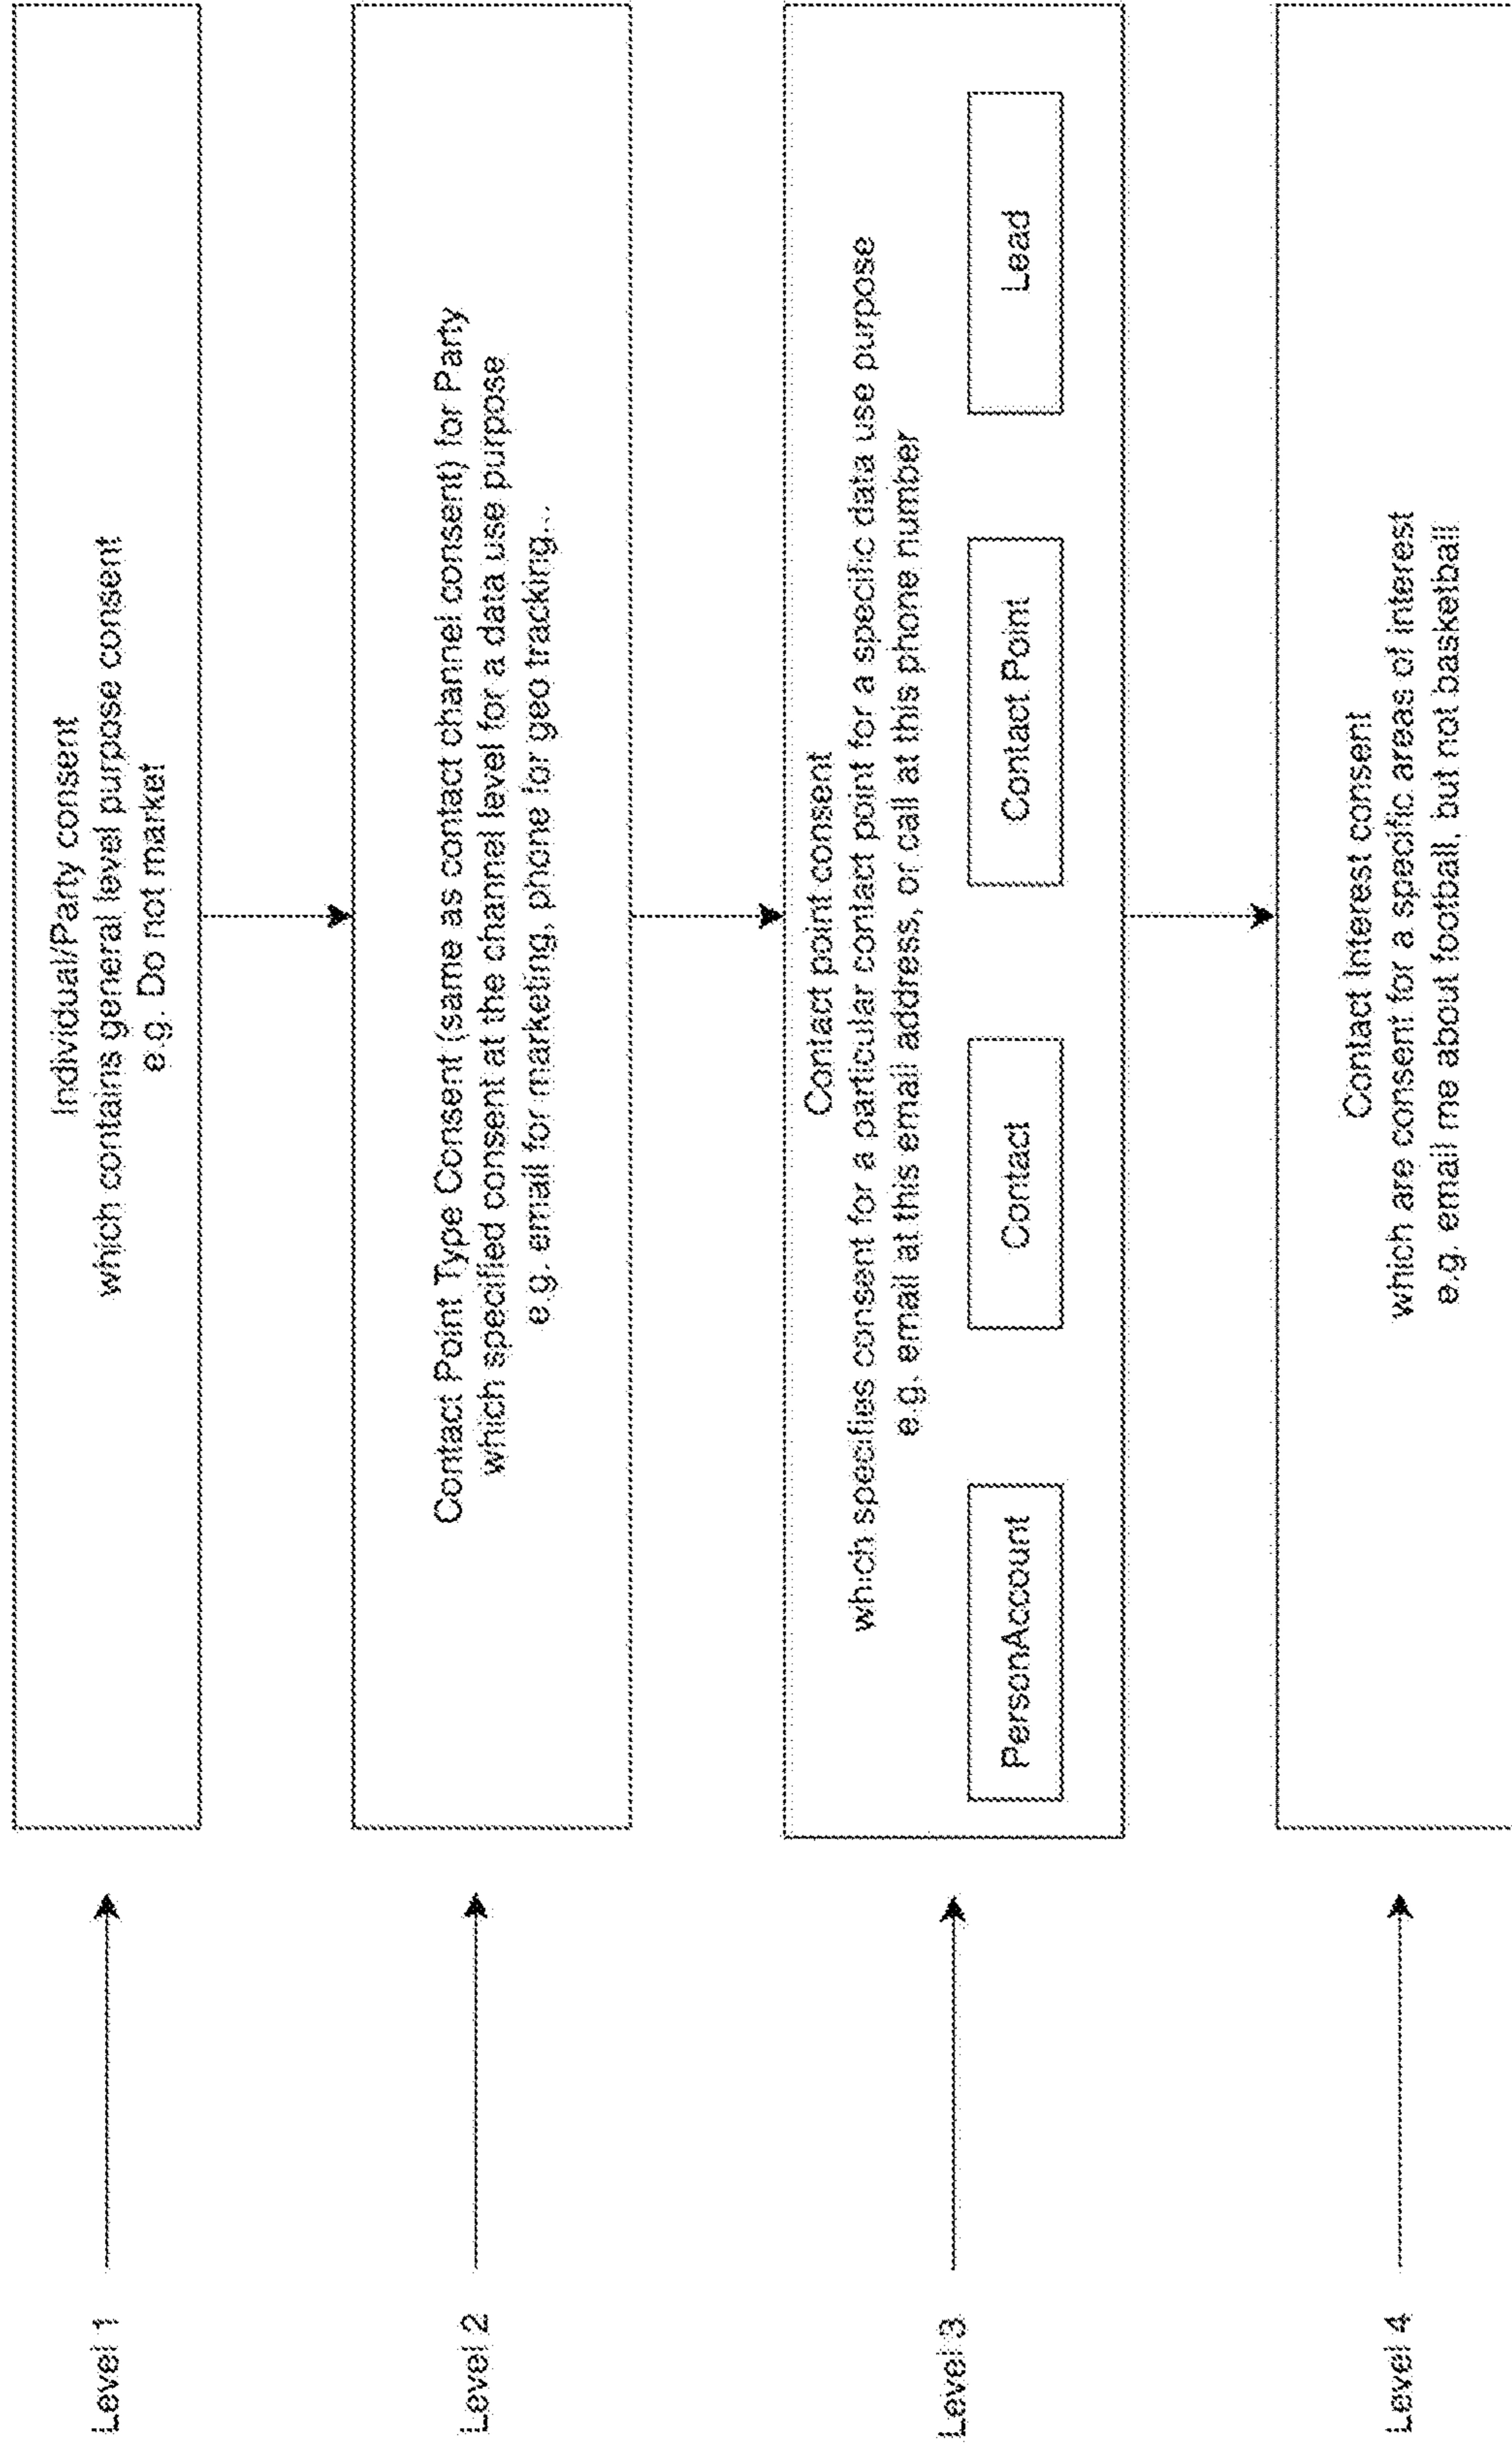 Level 1
Individual/Party consent
which contains general level purpose consent
e.g. Do not market
Level 2
Contact Point Type Consent (same as contact channel consent) for Party
which specified consent at the channel level for a data use purpose
e.g. email for marketing, phone for geo tracking...
Level 3
Contact point consent
which specifies consent for a particular contact point for a specific data use purpose
e.g. email at this email address, or call at this phone number
PersonAccount
Contact
Contact Point
Lead
Level 4
Contact Interest consent
which are consent for a specific areas of interest
e.g. email me about football, but not basketball